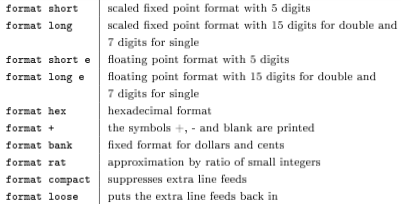 format short scaled fixed point format with 5 digits
format long scaled fixed point format with 15 digits for double and
7 digits for single
format short e floating point format with 5 digits
format long e floating point format with 15 digits for double and
7 digits for single
format hex hexadecimal format
format + the symbols +, - and blank are printed
format bank fixed format for dollars and cents
format rat approximation by ratio of small integers
format compact suppresses extra line feeds
format loose puts the extra line feeds back in